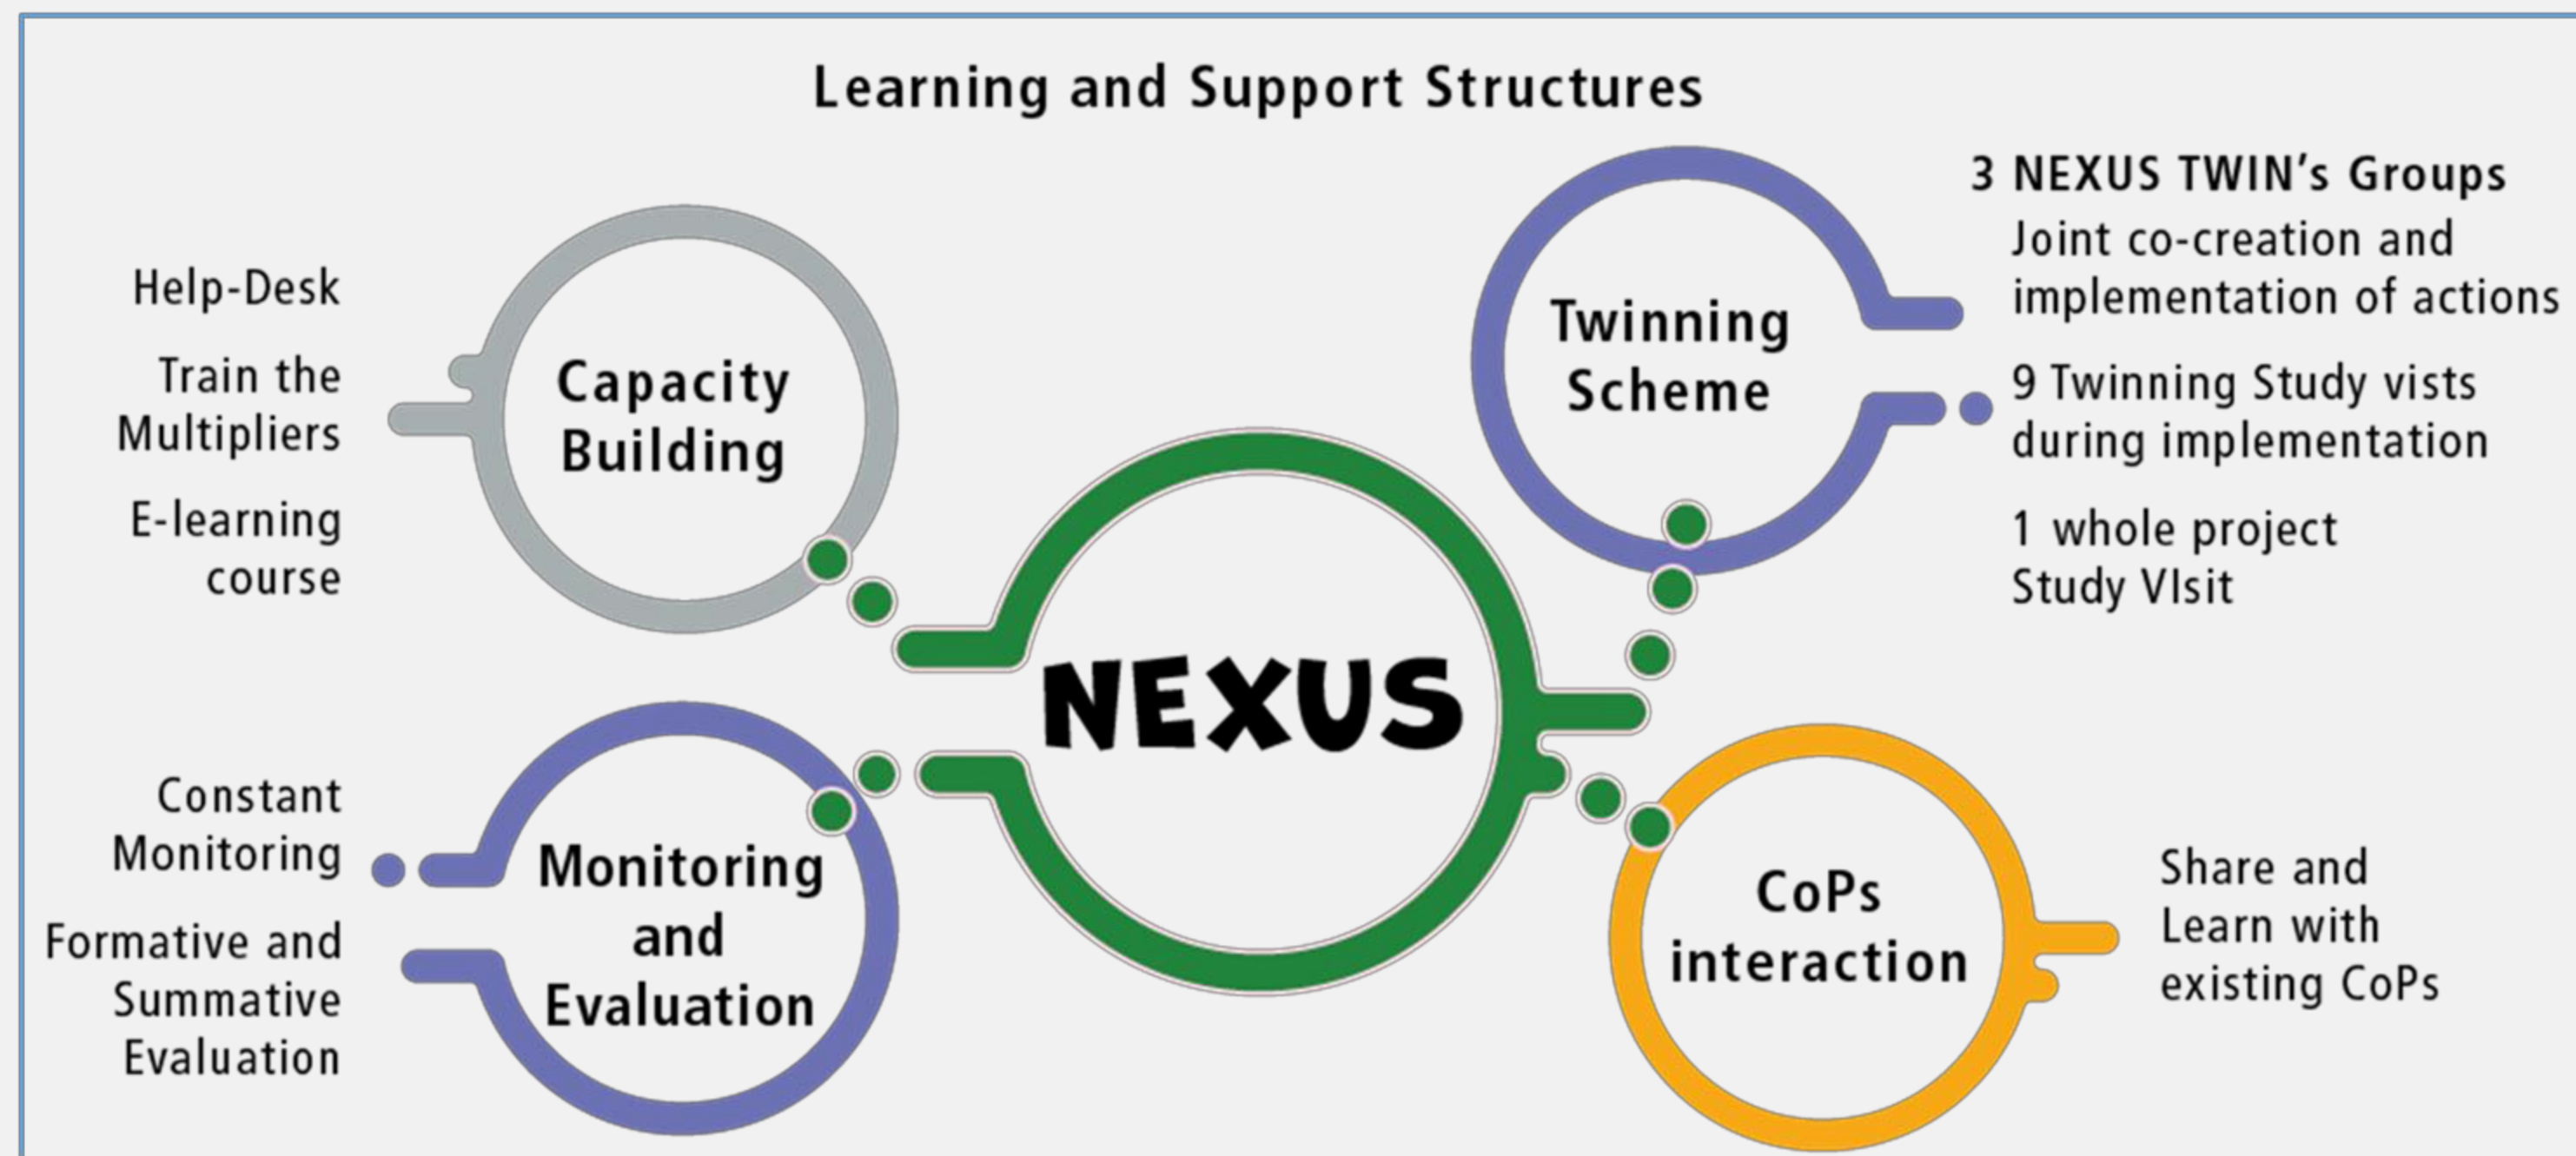 Learning and Support Structures
Help-Desk
Train the
Multipliers
E-learning
course
Capacity
Building
Twinning
Scheme
3 NEXUS TWIN’s Groups
Joint co-creation and
implementation of actions
9 Twinning Study vists
during implementation
1 whole project
Study VIsit
NEXUS
Constant
Monitoring
Formative and
Summative
Evaluation
Monitoring
and
Evaluation
CoPs
interaction
Share and
Learn with
existing CoPs